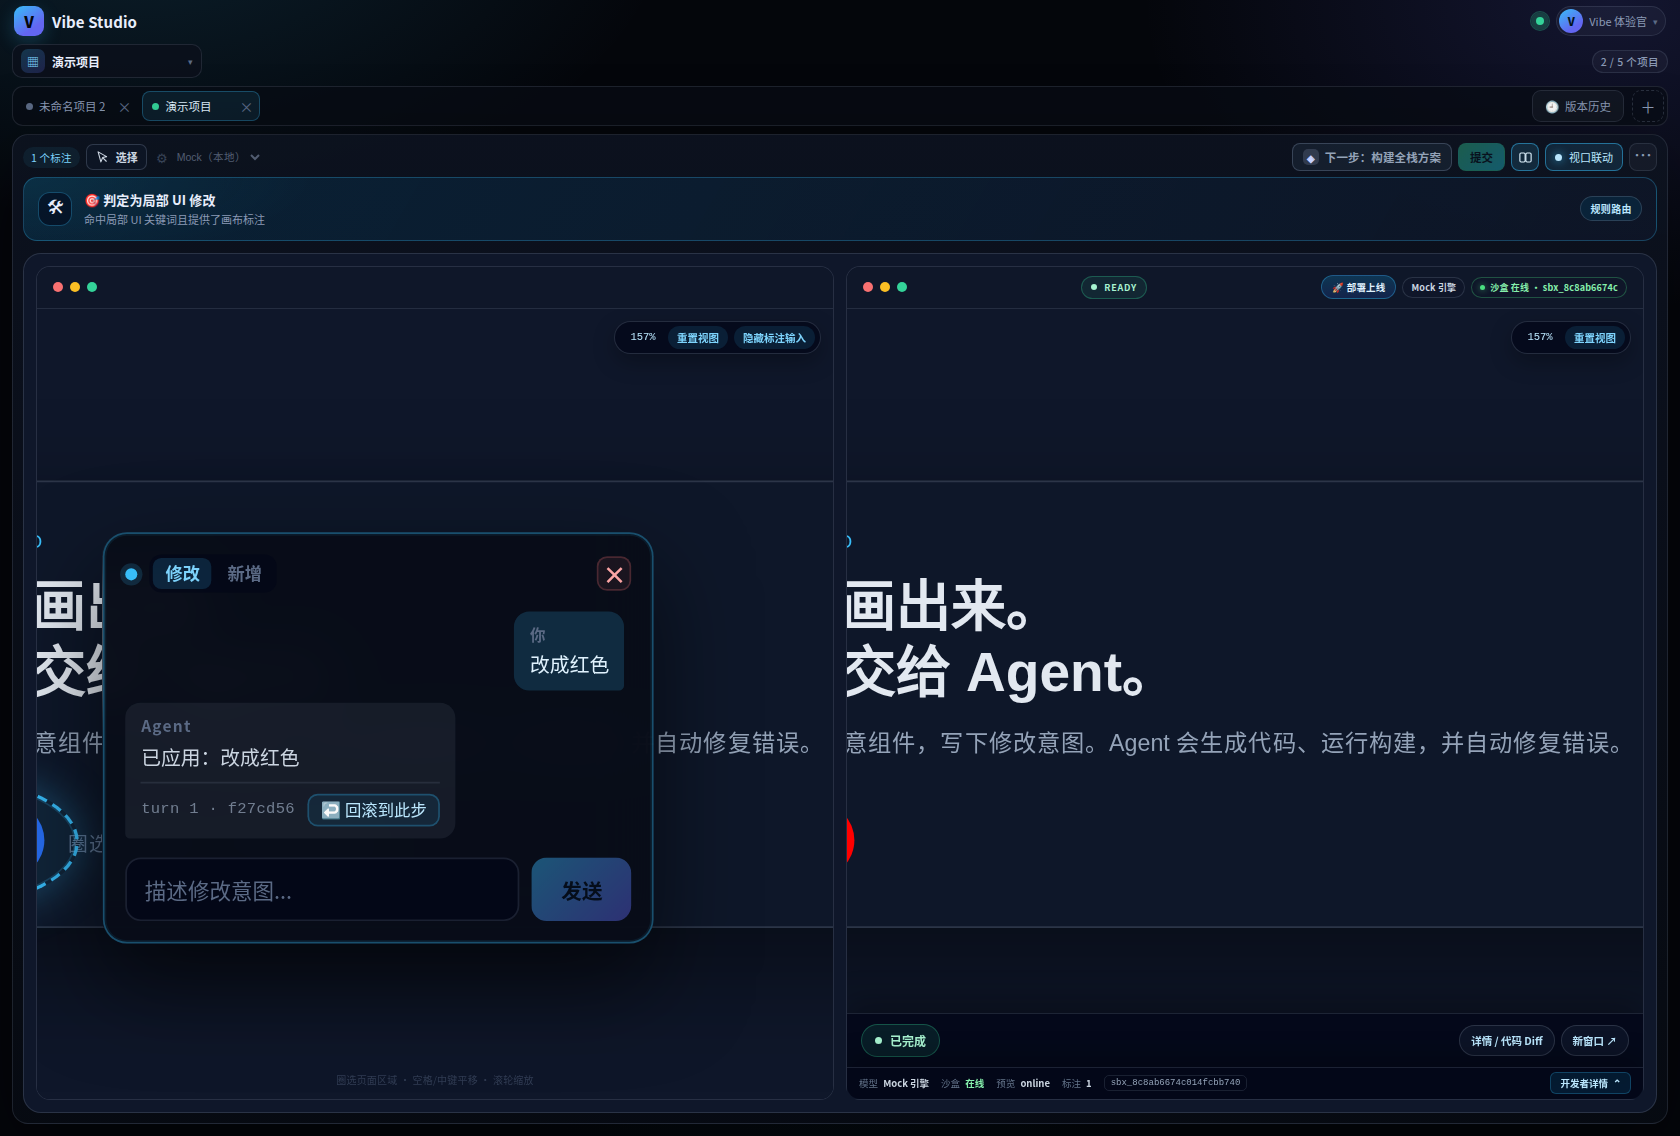 V Vibe Studio
V Vibe 体验官
演示项目
2 / 5 个项目
未命名项目 2
演示项目
版本历史
1 个标注
选择
Mock（本地）
下一步：构建全栈方案
提交
视口联动
判定为局部 UI 修改
命中局部 UI 关键词且提供了画布标注
规则路由
157%
重置视图
隐藏标注输入
画出
交给
意组件
自动修复错误。
圈选
修改
新增
你
改成红色
Agent
已应用：改成红色
turn 1 · f27cd56
回滚到此步
描述修改意图...
发送
圈选页面区域 · 空格/中键平移 · 滚轮缩放
READY
部署上线
Mock 引擎
沙盒 在线 · sbx_8c8ab6674c
157%
重置视图
画出来。
交给 Agent。
意组件，写下修改意图。Agent 会生成代码、运行构建，并自动修复错误。
已完成
详情 / 代码 Diff
新窗口 ↗
模型 Mock 引擎 沙盒 在线 预览 online 标注 1 sbx_8c8ab6674c014fcbb740
开发者详情